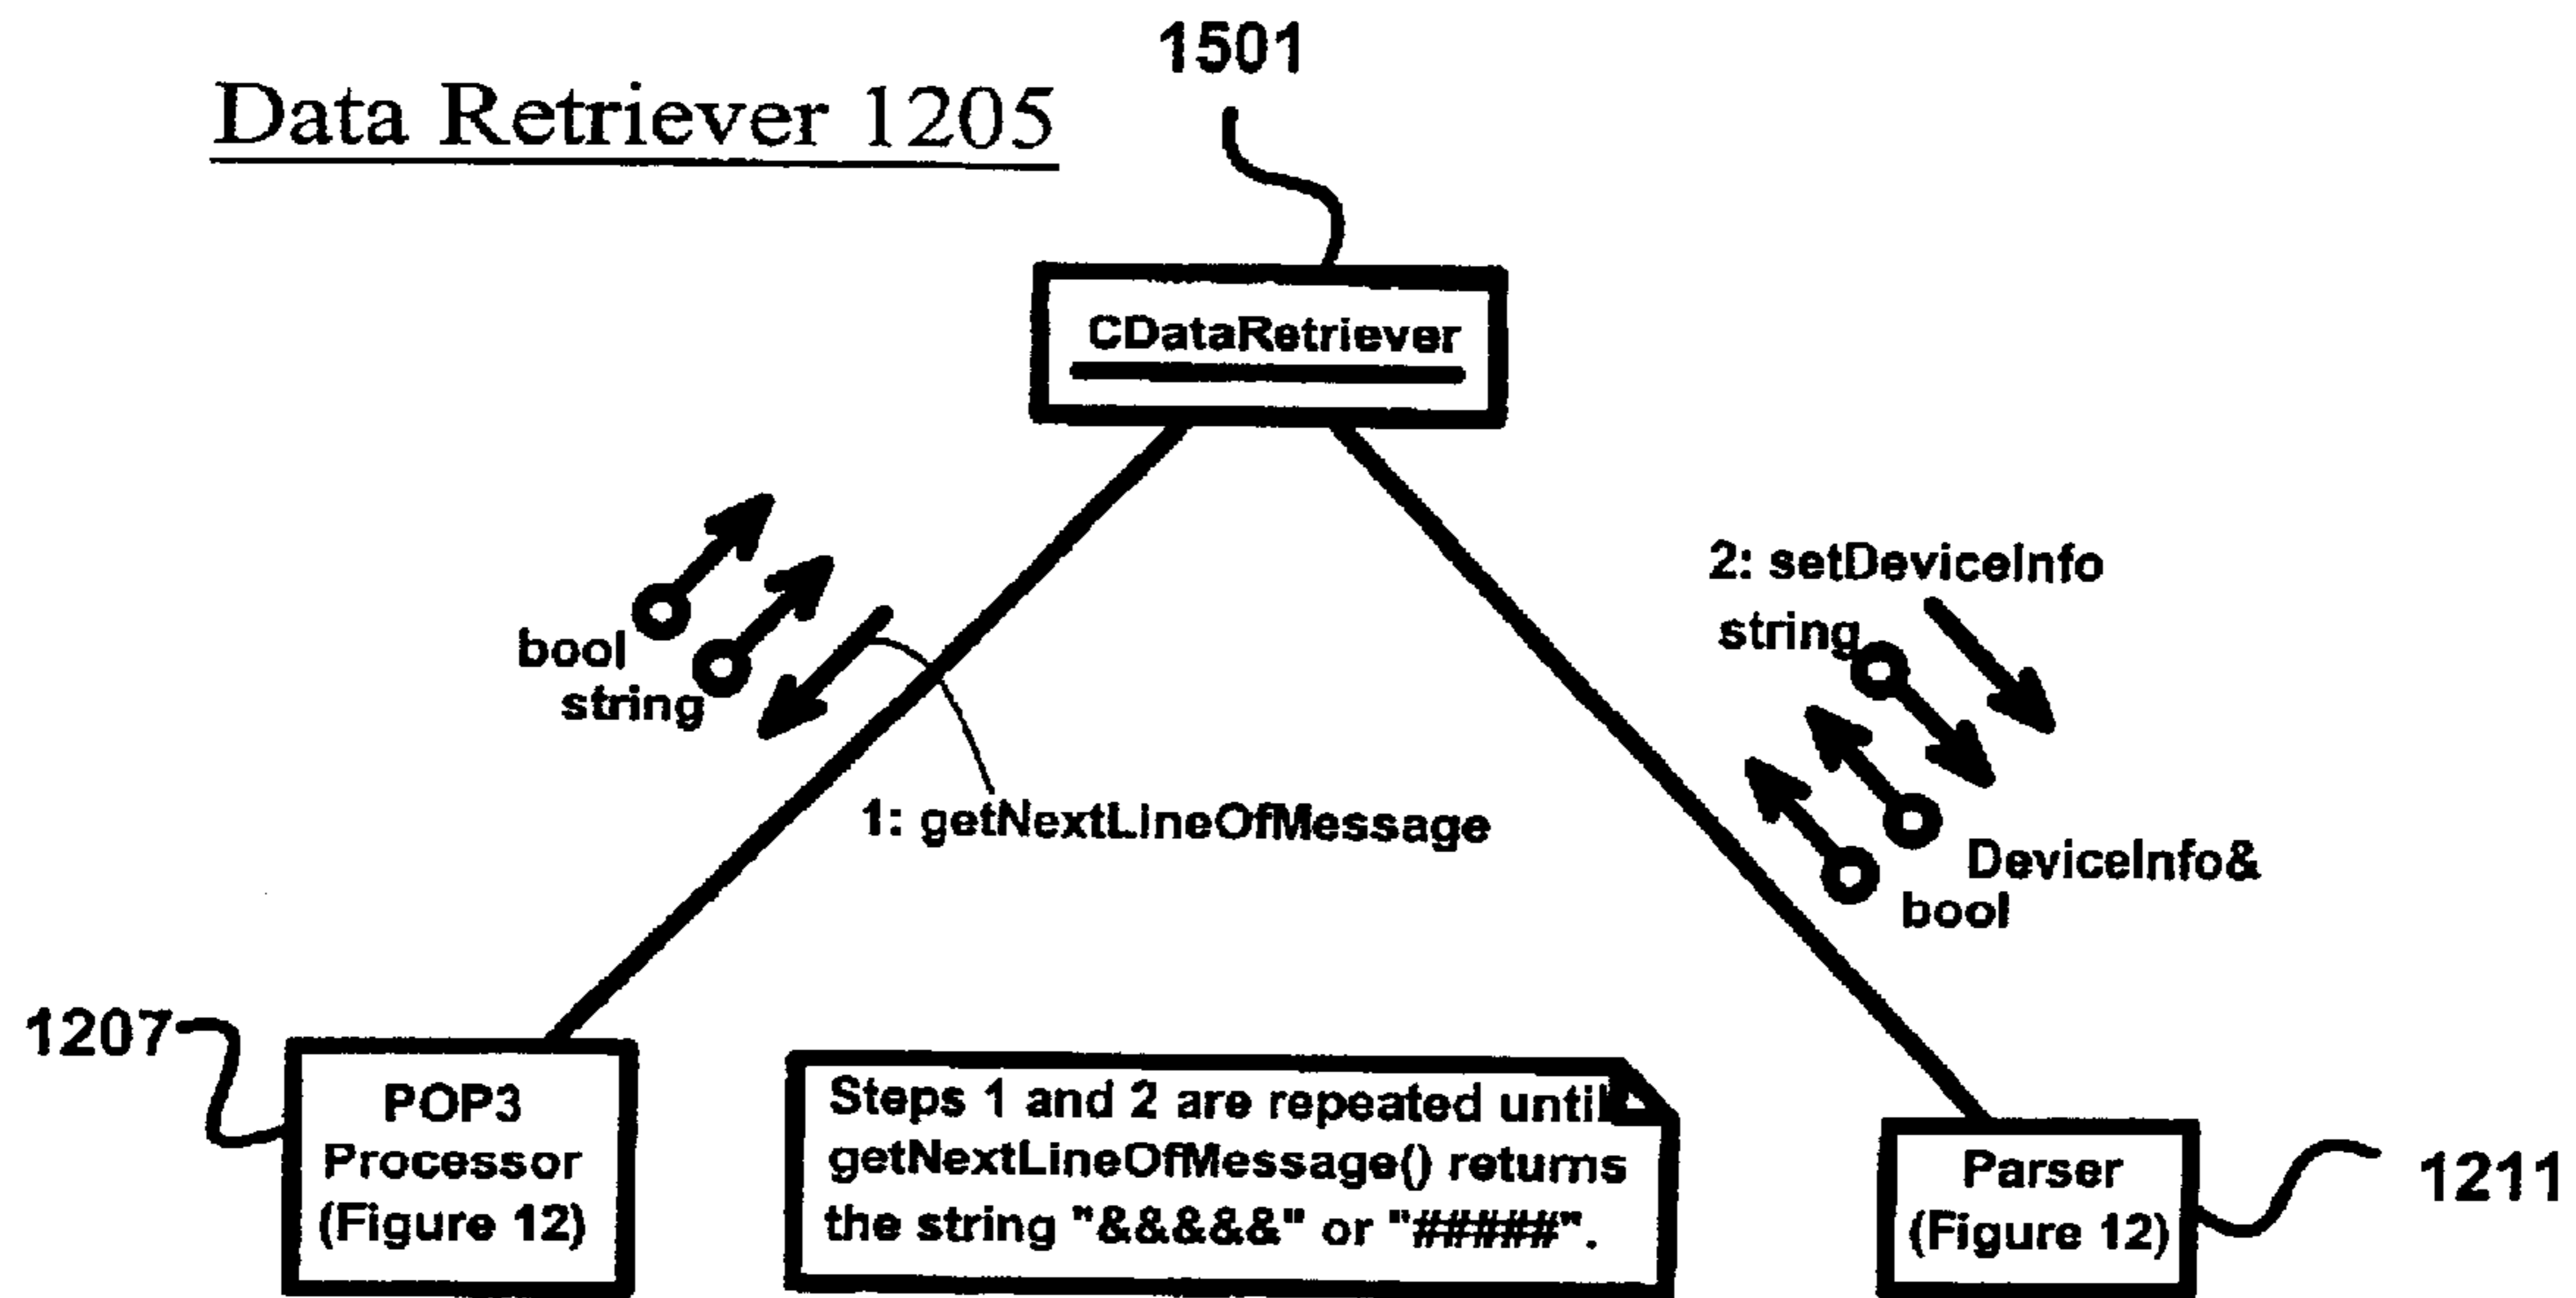 1501
Data Retriever 1205
CDataRetriever
bool
string
1: getNextLineOfMessage
2: setDeviceInfo
string
DeviceInfo&
bool
1207
POP3
Processor
(Figure 12)
Steps 1 and 2 are repeated until
getNextLineOfMessage() returns
the string "&&&&&" or "#####".
Parser
(Figure 12)
1211